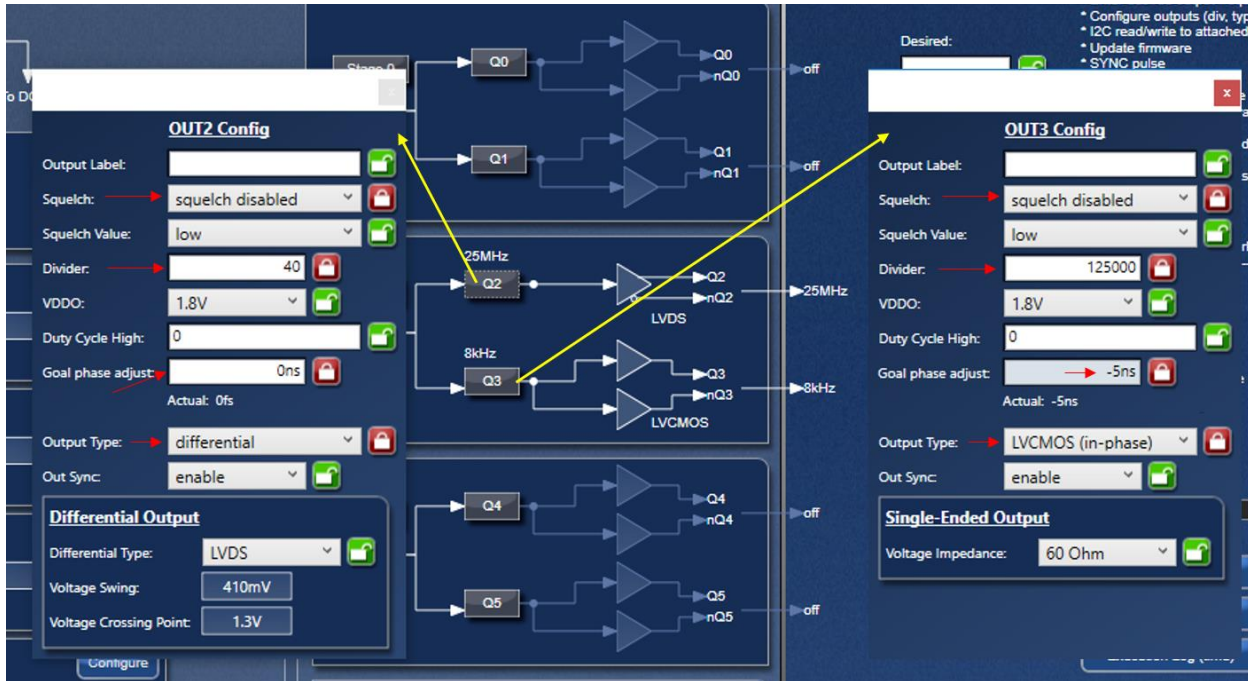 * Configure outputs (div, typ
* I2C read/write to attached
* Update firmware
* SYNC pulse
Desired:
Q0
Q0
nQ0
off
Q1
Q1
nQ1
off
25MHz
Q2
Q2
nQ2
25MHz
LVDS
8kHz
Q3
Q3
nQ3
8kHz
LVCMOS
Q4
Q4
nQ4
off
Q5
Q5
nQ5
off
x
OUT2 Config
Output Label:
Squelch: squelch disabled
Squelch Value: low
Divider: 40
VDDO: 1.8V
Duty Cycle High: 0
Goal phase adjust: 0ns
Actual: 0fs
Output Type: differential
Out Sync: enable
Differential Output
Differential Type: LVDS
Voltage Swing: 410mV
Voltage Crossing Point: 1.3V
Configure
x
OUT3 Config
Output Label:
Squelch: squelch disabled
Squelch Value: low
Divider: 125000
VDDO: 1.8V
Duty Cycle High: 0
Goal phase adjust: -5ns
Actual: -5ns
Output Type: LVCMOS (in-phase)
Out Sync: enable
Single-Ended Output
Voltage Impedance: 60 Ohm